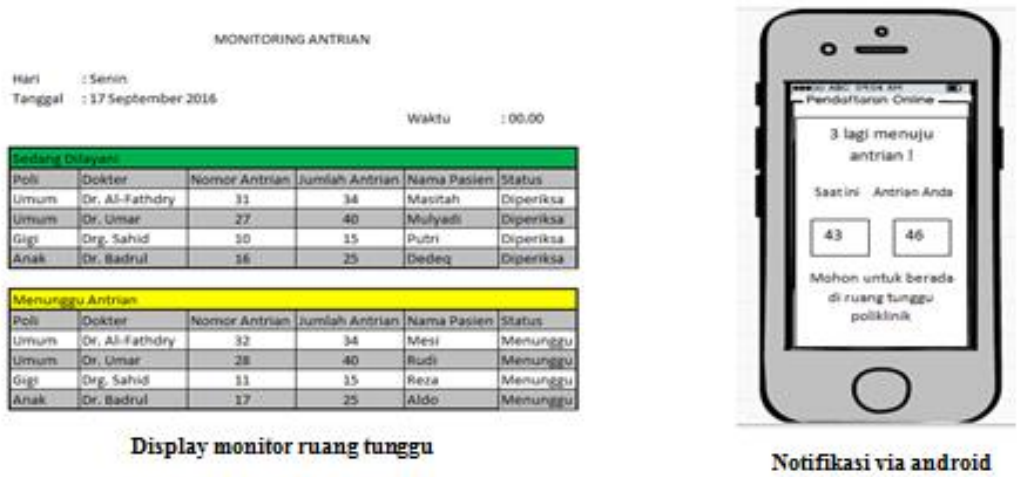 MONITORING ANTRIAN
Hari : Senin
Tanggal : 17 September 2016
Waktu : 00.00
Sedang Dilayani
Poli Dokter Nomor Antrian Jumlah Antrian Nama Pasien Status
Umum Dr. Al-Fathdry 31 34 Masitah Diperiksa
Umum Dr. Umar 27 40 Mulyadi Diperiksa
Gigi Drg. Sahid 10 15 Putri Diperiksa
Anak Dr. Badrul 16 25 Dedeq Diperiksa
Menunggu Antrian
Poli Dokter Nomor Antrian Jumlah Antrian Nama Pasien Status
Umum Dr. Al-Fathdry 32 34 Mesi Menunggu
Umum Dr. Umar 28 40 Rudi Menunggu
Gigi Drg. Sahid 11 15 Reza Menunggu
Anak Dr. Badrul 17 25 Aldo Menunggu
Display monitor ruang tunggu
ABC
Pendaftaran Online
3 lagi menuju
antrian !
Saat ini Antrian Anda
43 46
Mohon untuk berada
di ruang tunggu
poliklinik
Notifikasi via android